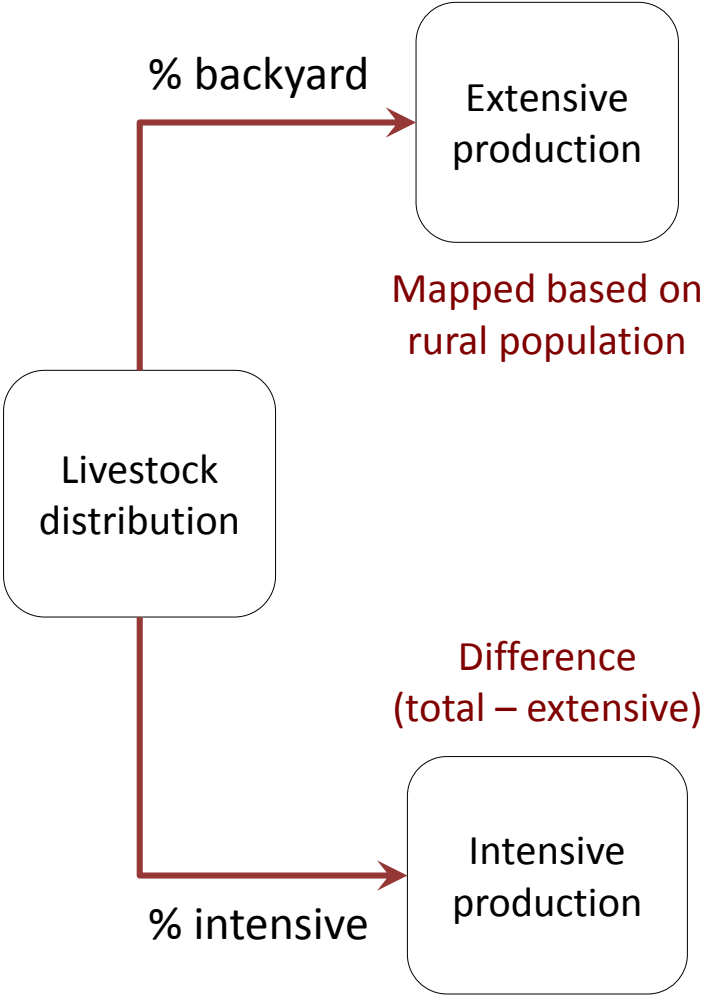 % backyard
Extensive
production
Mapped based on
rural population
Livestock
distribution
Difference
(total – extensive)
Intensive
production
% intensive